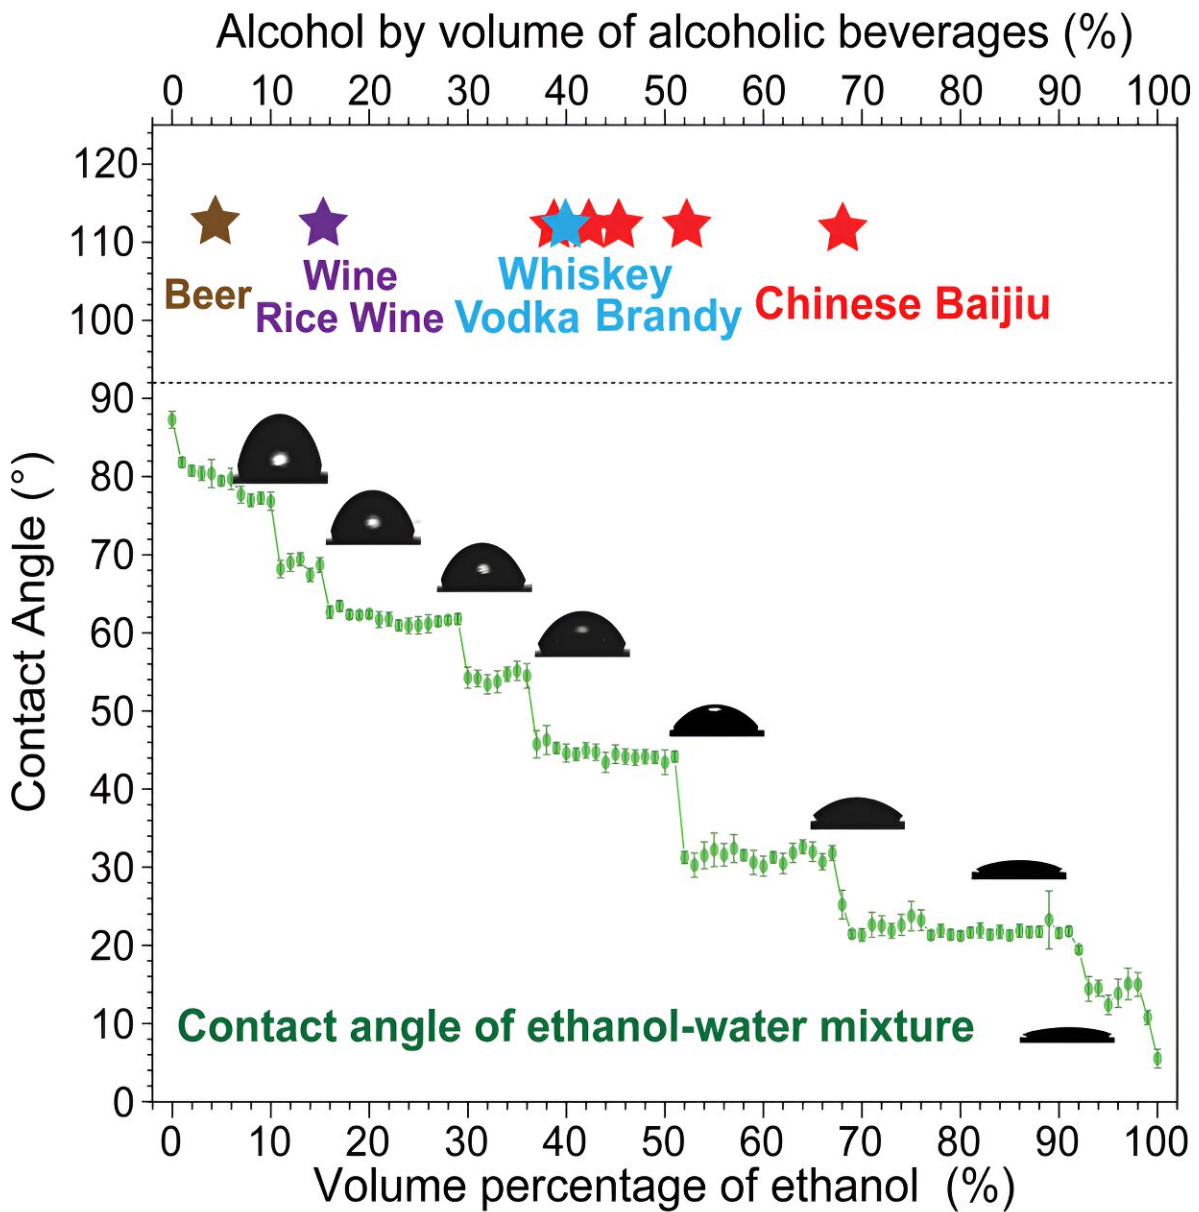 Alcohol by volume of alcoholic beverages (%)
0 10 20 30 40 50 60 70 80 90 100
120
110
100
90
80
70
60
50
40
30
20
10
0
Contact Angle (°)
Beer
Wine
Rice Wine
Whiskey
Vodka Brandy
Chinese Baijiu
Contact angle of ethanol-water mixture
0 10 20 30 40 50 60 70 80 90 100
Volume percentage of ethanol (%)